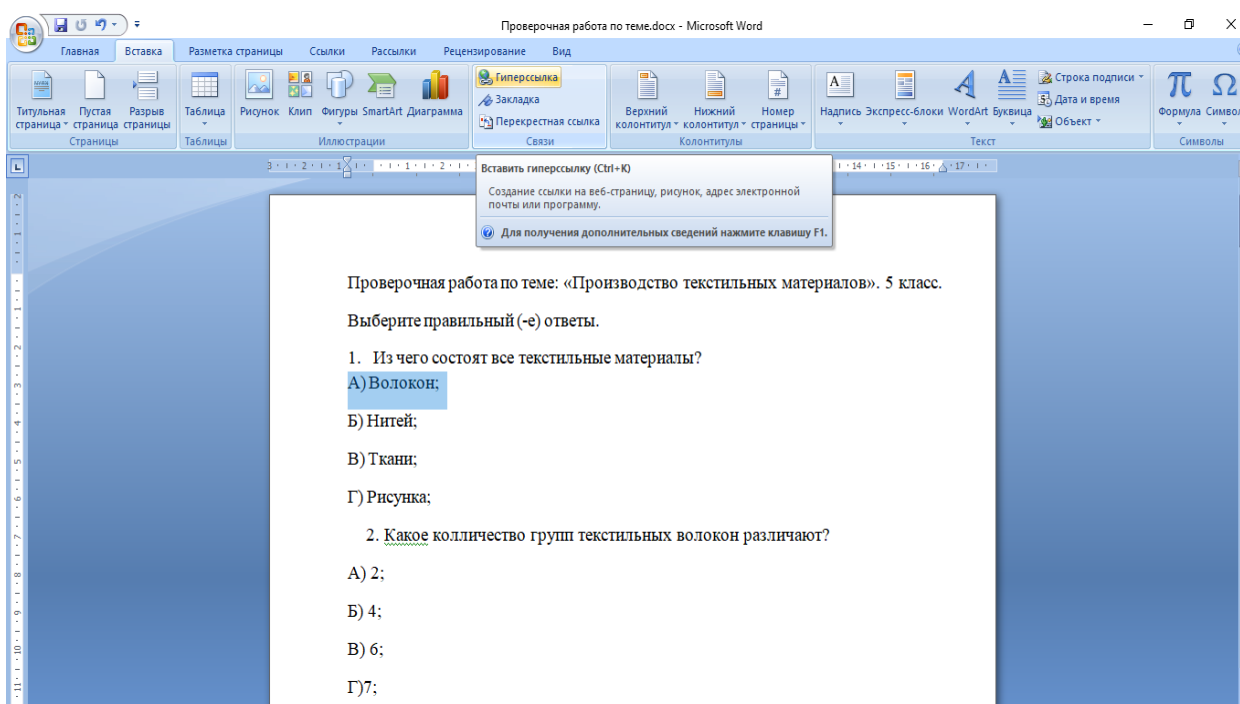 Проверочная работа по теме.docx - Microsoft Word
Главная Вставка Разметка страницы Ссылки Рассылки Рецензирование Вид
Титульная страница Пустая страница Разрыв страницы
Страницы
Таблица
Таблицы
Рисунок Клип Фигуры SmartArt Диаграмма
Иллюстрации
Гиперссылка
Закладка
Перекрестная ссылка
Связи
Верхний колонтитул Нижний колонтитул Номер страницы
Колонтитулы
Надпись Экспресс-блоки WordArt Буквица
Строка подписи
Дата и время
Объект
Текст
Формула Символ
Символы
Вставить гиперссылку (Ctrl+K)
Создание ссылки на веб-страницу, рисунок, адрес электронной
почты или программу.
Для получения дополнительных сведений нажмите клавишу F1.
Проверочная работа по теме: «Производство текстильных материалов». 5 класс.
Выберите правильный (-е) ответы.
1. Из чего состоят все текстильные материалы?
А) Волокон;
Б) Нитей;
В) Ткани;
Г) Рисунка;
2. Какое колличество групп текстильных волокон различают?
А) 2;
Б) 4;
В) 6;
Г)7;